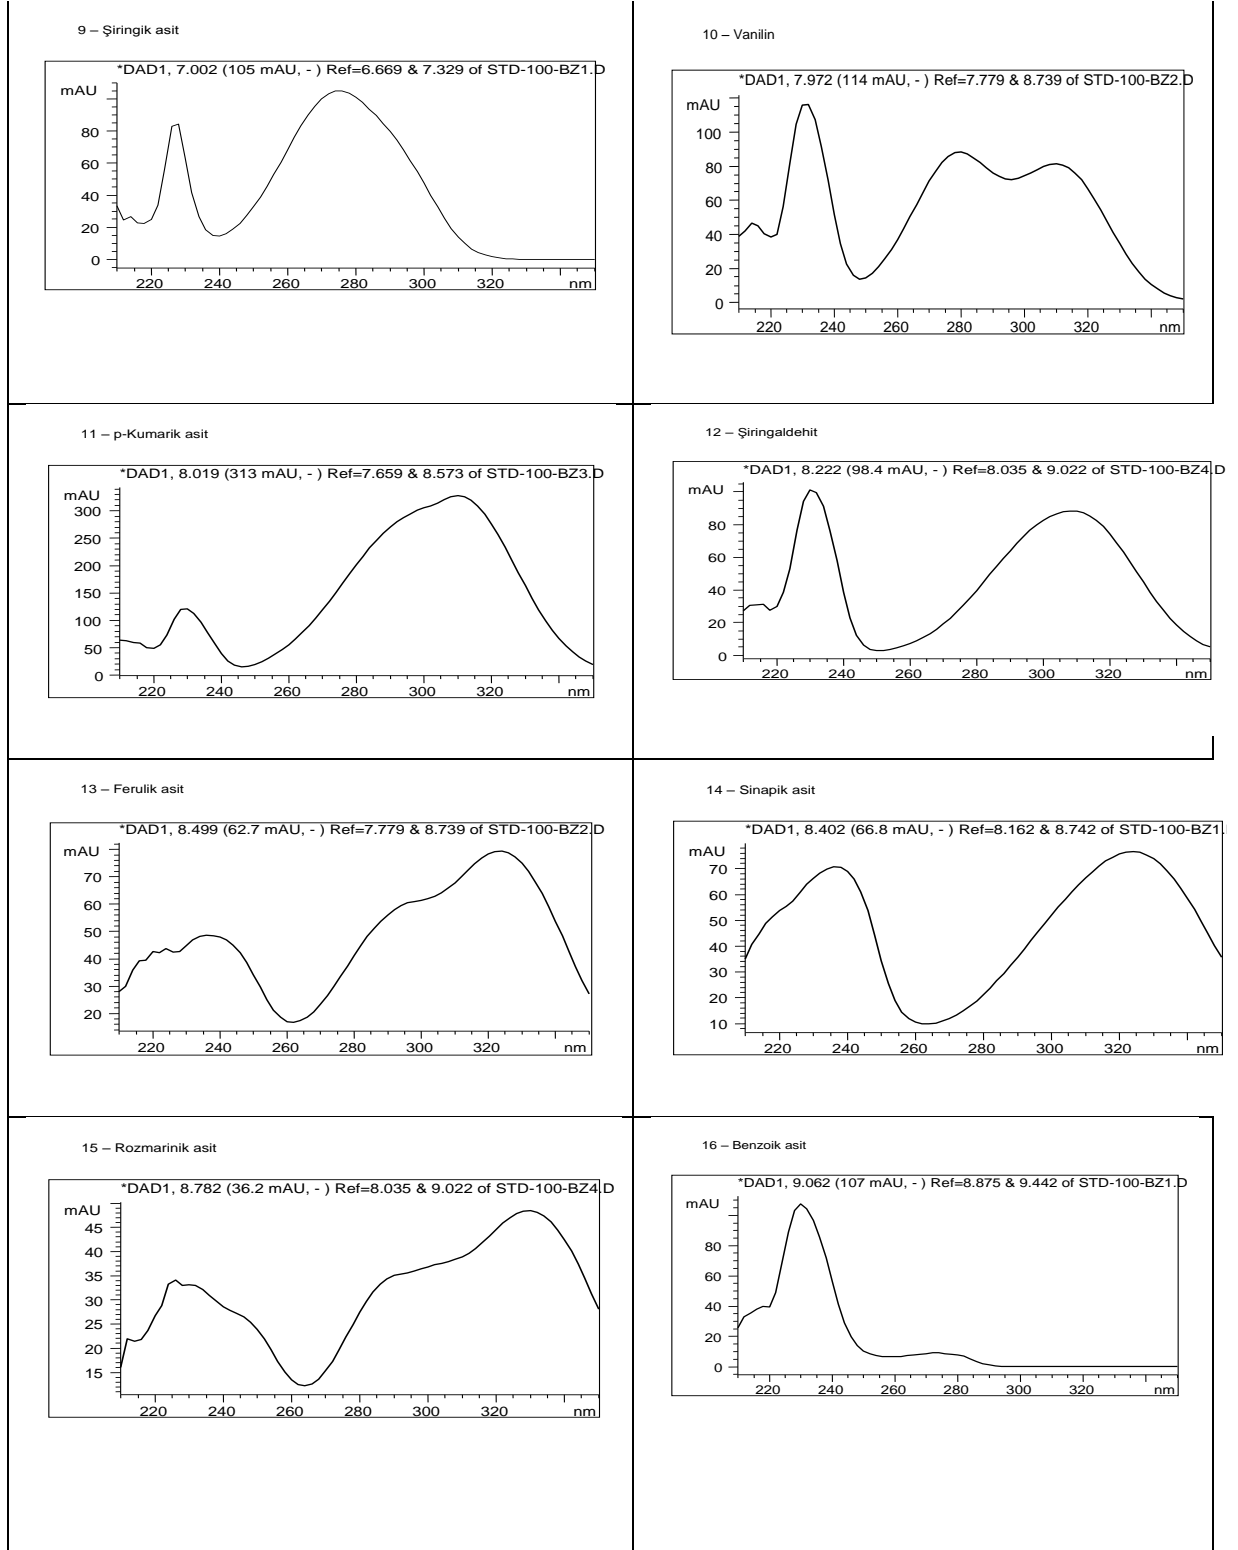 9 – Şiringik asit
*DAD1, 7.002 (105 mAU, - ) Ref=6.669 & 7.329 of STD-100-BZ1.D
mAU
80
60
40
20
0
220 240 260 280 300 320 nm
10 – Vanilin
*DAD1, 7.972 (114 mAU, - ) Ref=7.779 & 8.739 of STD-100-BZ2.D
mAU
100
80
60
40
20
0
220 240 260 280 300 320 nm
11 – p-Kumarik asit
*DAD1, 8.019 (313 mAU, - ) Ref=7.659 & 8.573 of STD-100-BZ3.D
mAU
300
250
200
150
100
50
0
220 240 260 280 300 320 nm
12 – Şiringaldehit
*DAD1, 8.222 (98.4 mAU, - ) Ref=8.035 & 9.022 of STD-100-BZ4.D
mAU
80
60
40
20
0
220 240 260 280 300 320 nm
13 – Ferulik asit
*DAD1, 8.499 (62.7 mAU, - ) Ref=7.779 & 8.739 of STD-100-BZ2.D
mAU
70
60
50
40
30
20
220 240 260 280 300 320 nm
14 – Sinapik asit
*DAD1, 8.402 (66.8 mAU, - ) Ref=8.162 & 8.742 of STD-100-BZ1.
mAU
70
60
50
40
30
20
10
220 240 260 280 300 320 nm
15 – Rozmarinik asit
*DAD1, 8.782 (36.2 mAU, - ) Ref=8.035 & 9.022 of STD-100-BZ4.D
mAU
45
40
35
30
25
20
15
220 240 260 280 300 320 nm
16 – Benzoik asit
*DAD1, 9.062 (107 mAU, - ) Ref=8.875 & 9.442 of STD-100-BZ1.D
mAU
80
60
40
20
0
220 240 260 280 300 320 nm